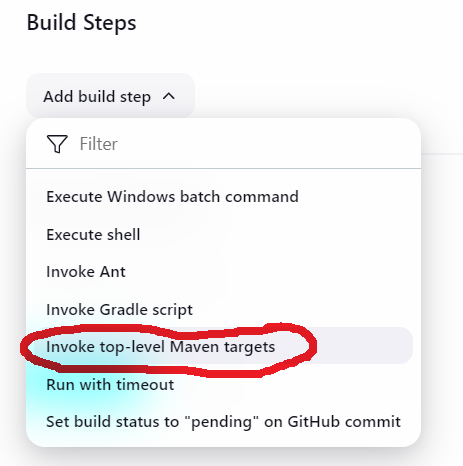 Build Steps
Add build step
Filter
Execute Windows batch command
Execute shell
Invoke Ant
Invoke Gradle script
Invoke top-level Maven targets
Run with timeout
Set build status to "pending" on GitHub commit